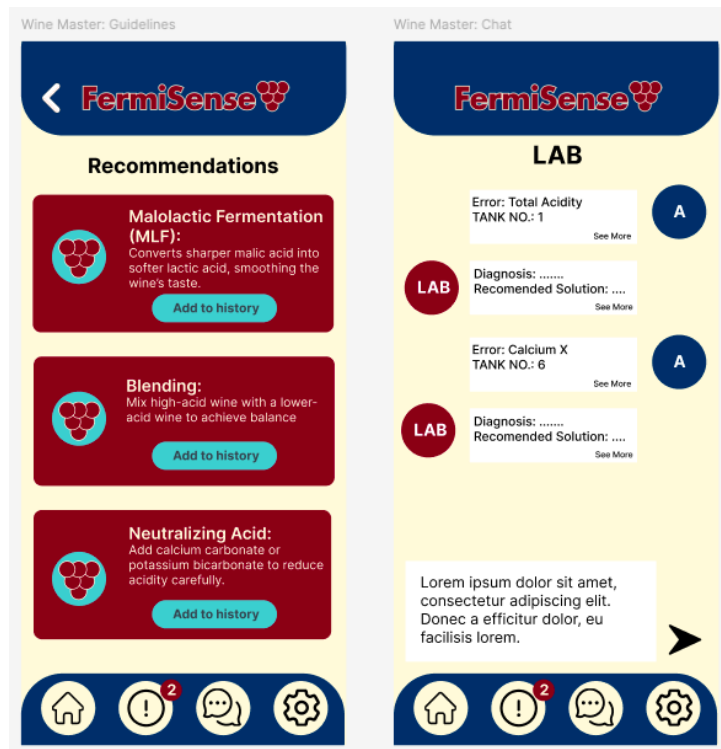 Wine Master: Guidelines
FermiSense
Recommendations
Malolactic Fermentation
(MLF):
Converts sharper malic acid into
softer lactic acid, smoothing the
wine's taste.
Add to history
Blending:
Mix high-acid wine with a lower-
acid wine to achieve balance
Add to history
Neutralizing Acid:
Add calcium carbonate or
potassium bicarbonate to reduce
acidity carefully.
Add to history
2
Wine Master: Chat
FermiSense
LAB
Error: Total Acidity
TANK NO.: 1
See More
A
LAB
Diagnosis: .......
Recomended Solution: ....
See More
Error: Calcium X
TANK NO.: 6
See More
A
LAB
Diagnosis: .......
Recomended Solution: ....
See More
Lorem ipsum dolor sit amet,
consectetur adipiscing elit.
Donec a efficitur dolor, eu
facilisis lorem.
2